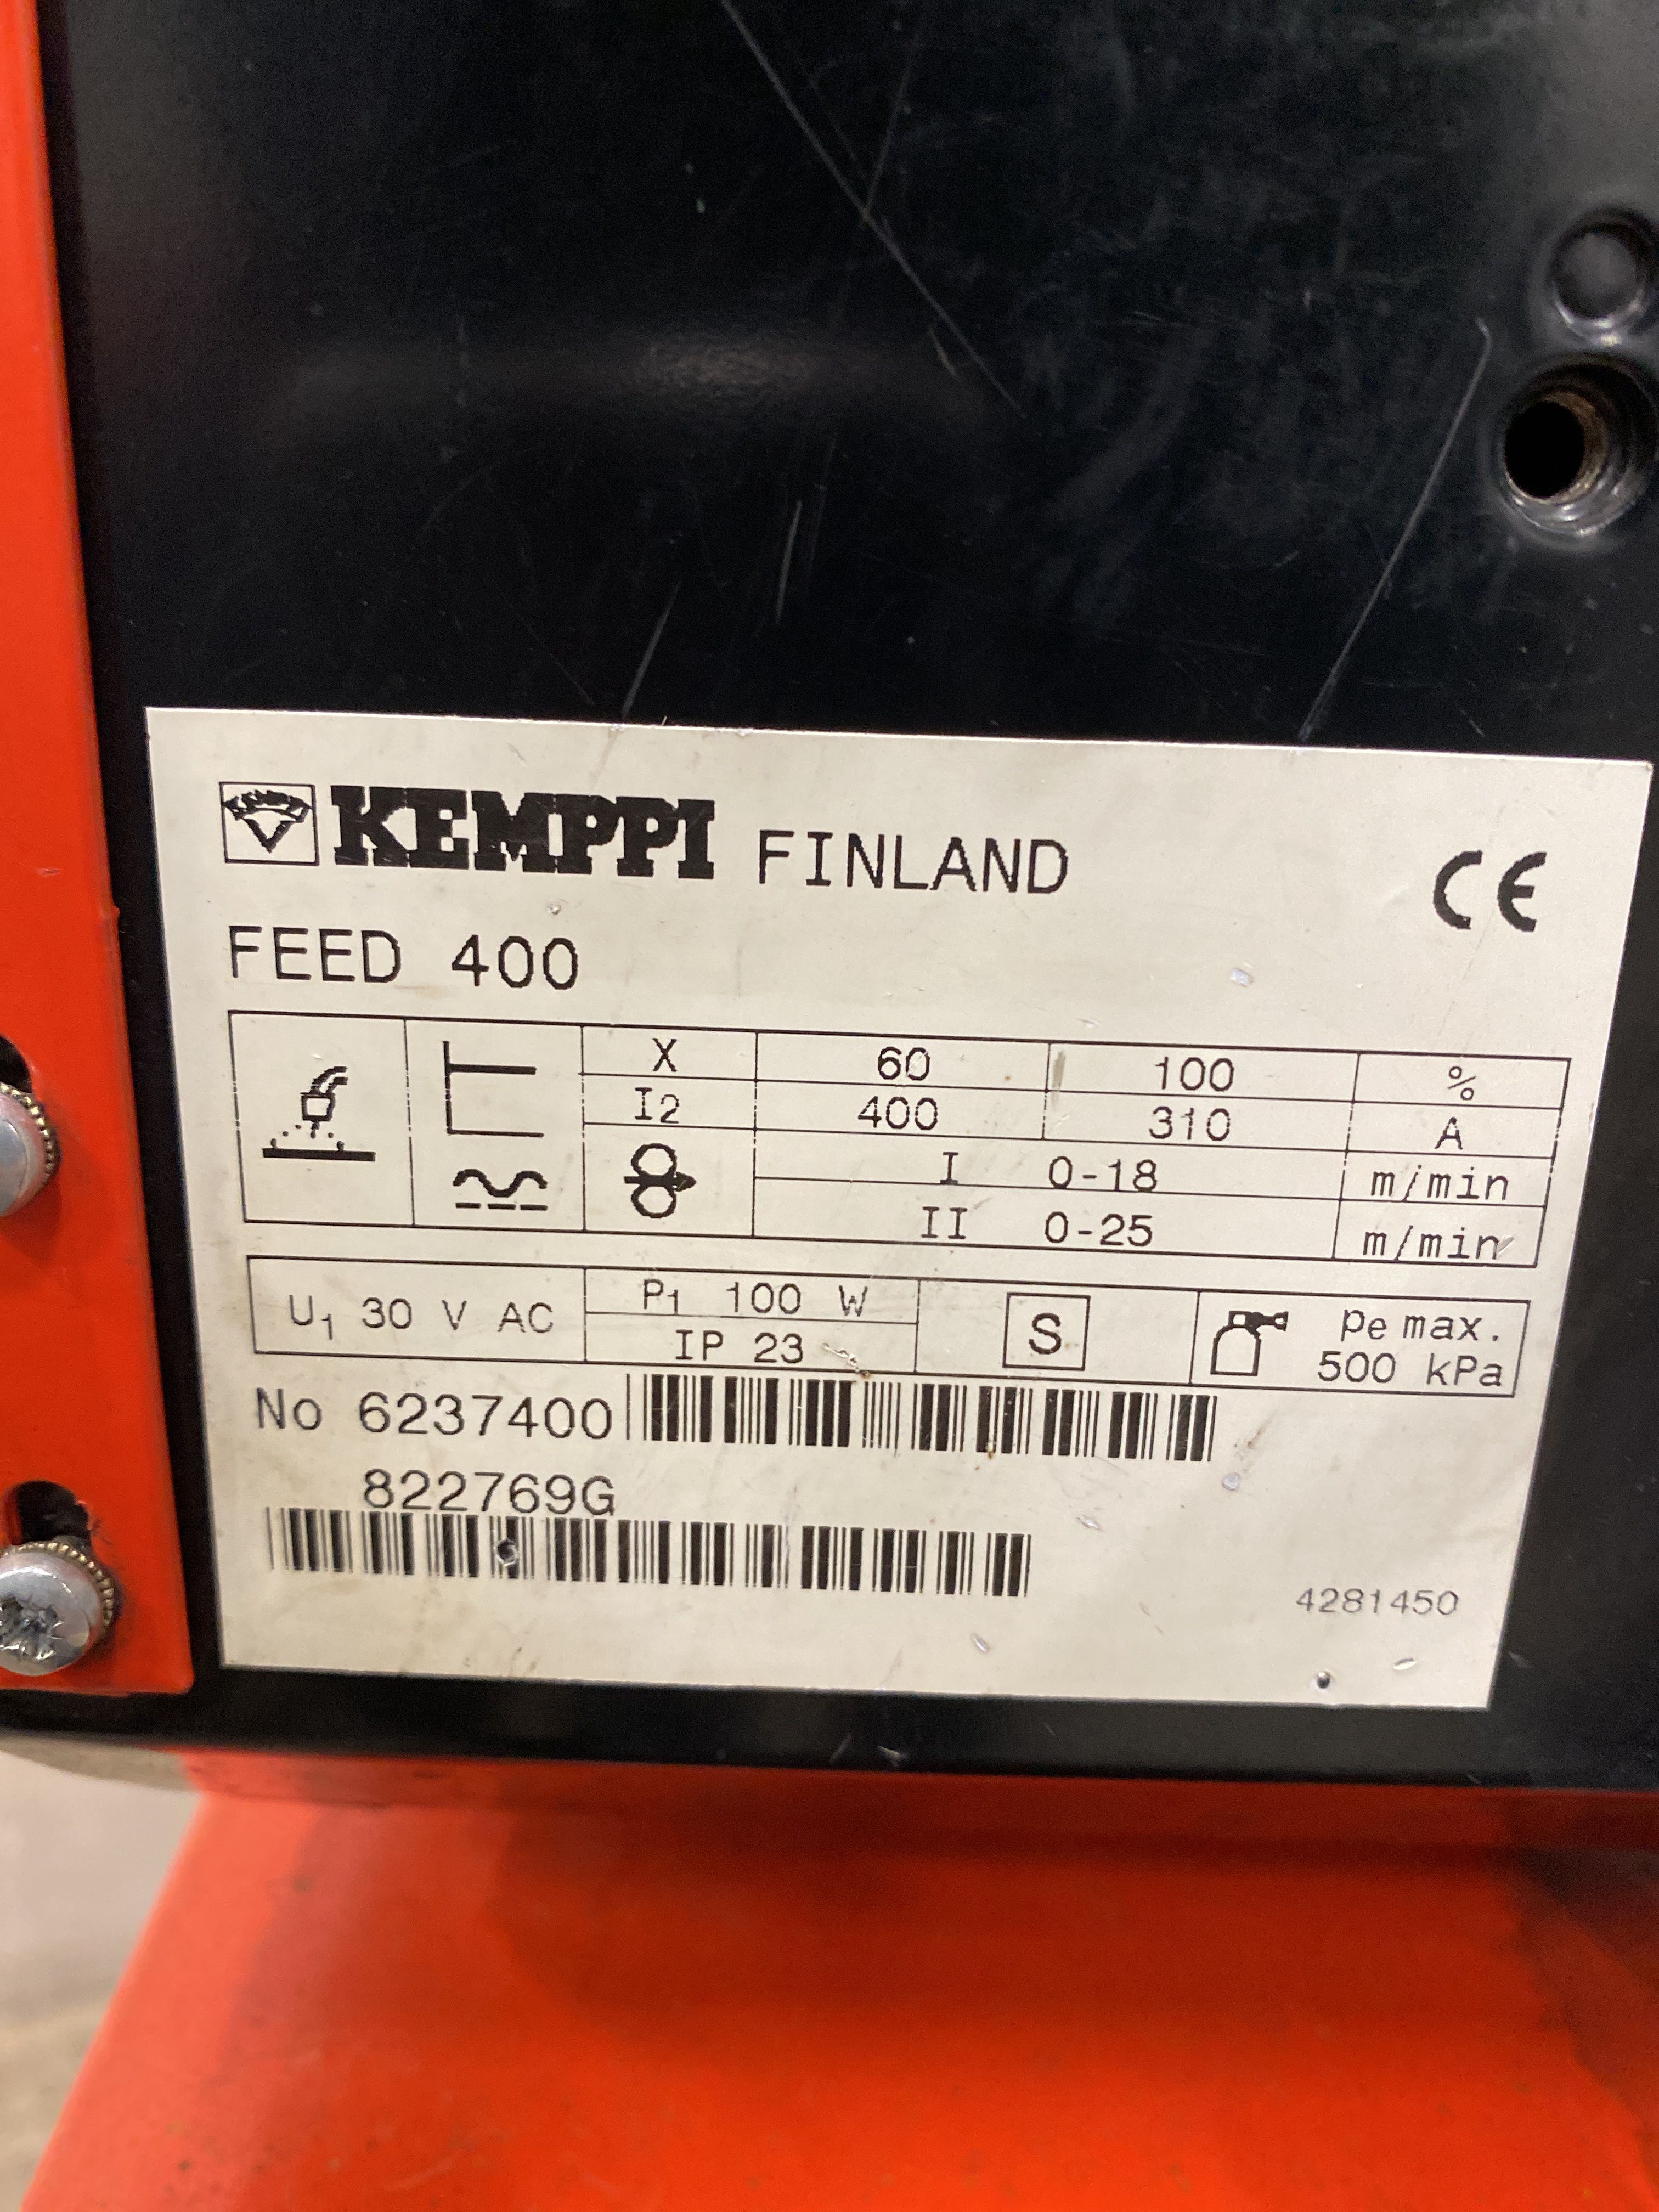 KEMPPI FINLAND
CE
FEED 400
X 60 100 %
I2 400 310 A
I 0-18 m/min
II 0-25 m/min
U1 30 V AC
P1 100 W
IP 23
S
pe max.
500 kPa
No 6237400
822769G
4281450